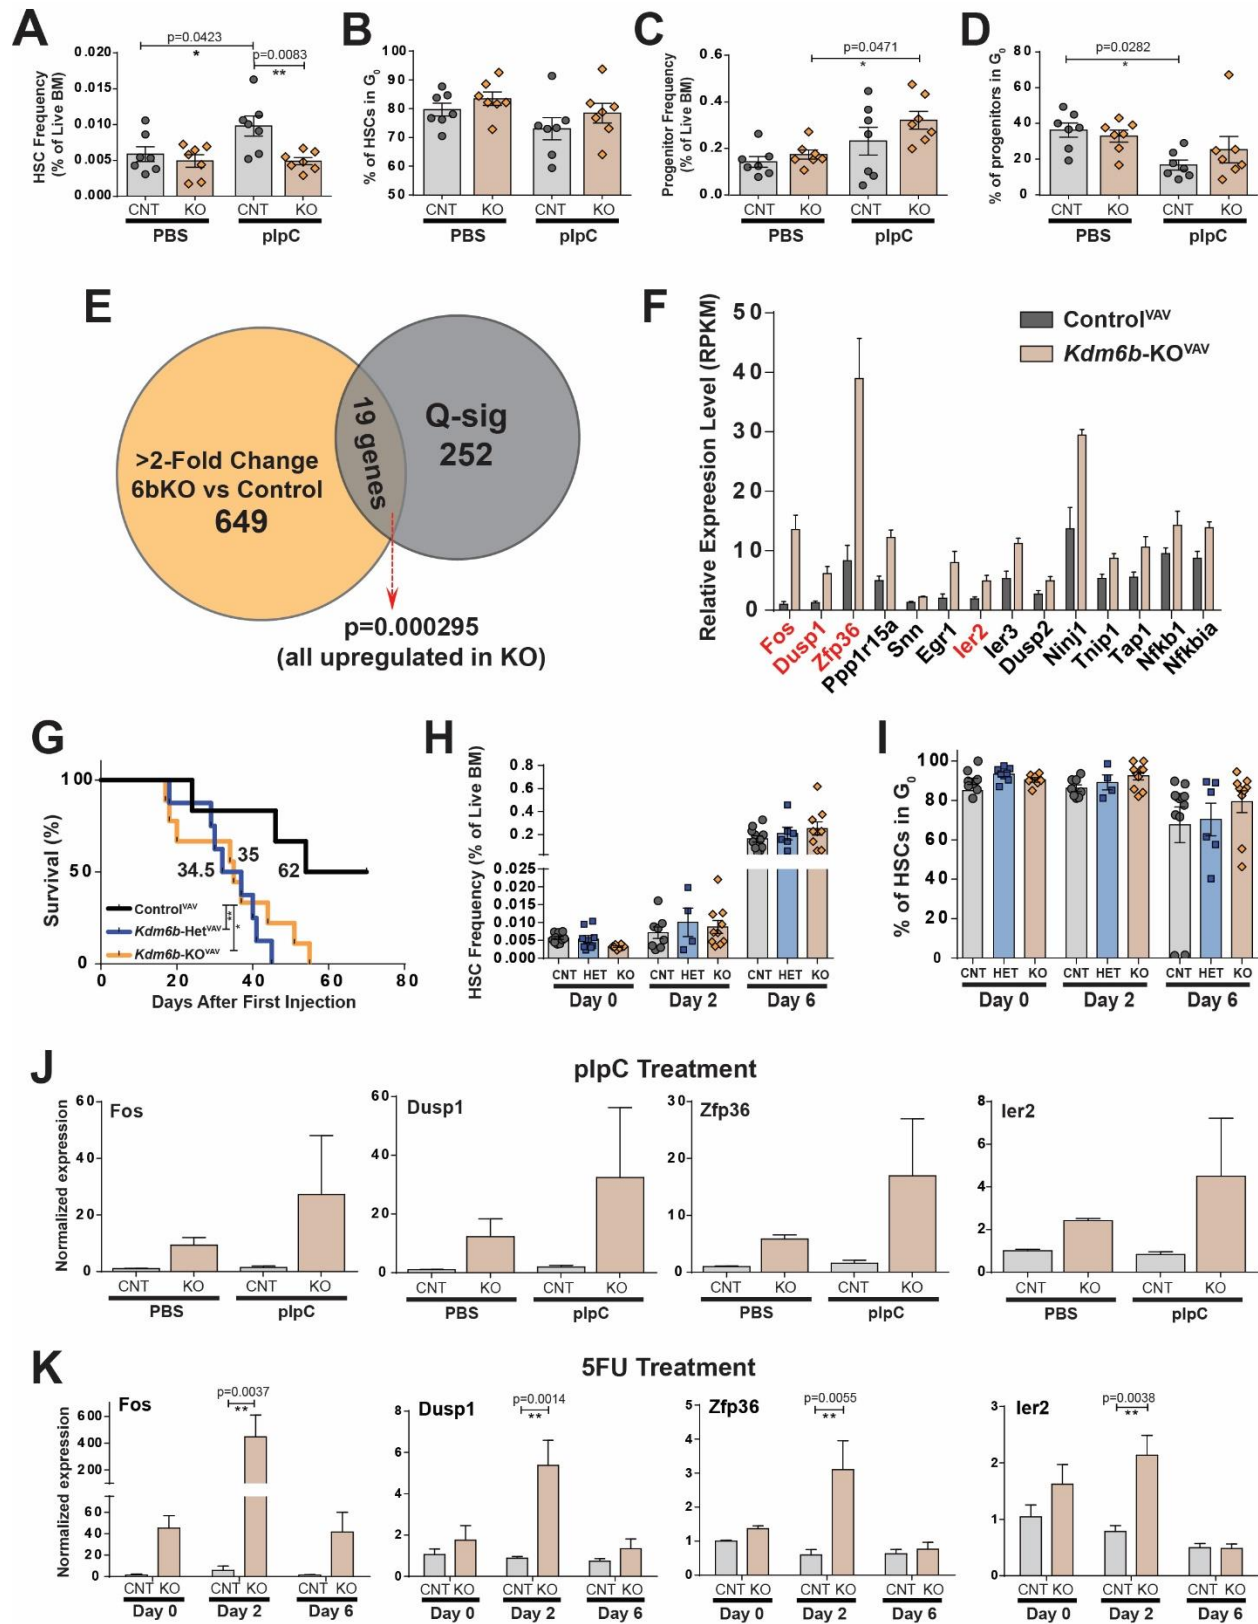 A
p=0.0423
*
p=0.0083
**
HSC Frequency
(% of Live BM)
0.020
0.015
0.010
0.005
0.000
CNT KO CNT KO
PBS pIpC
B
% of HSCs in G0
100
90
80
70
60
50
CNT KO CNT KO
PBS pIpC
C
p=0.0471
*
Progenitor Frequency
(% of Live BM)
0.6
0.4
0.2
0.0
CNT KO CNT KO
PBS pIpC
D
p=0.0282
*
% of progenitors in G0
80
60
40
20
0
CNT KO CNT KO
PBS pIpC
E
>2-Fold Change
6bKO vs Control
649
19 genes
Q-sig
252
p=0.000295
(all upregulated in KO)
F
Relative Expreesion Level (RPKM)
50
40
30
20
10
0
ControlVAV
Kdm6b-KOVAV
Fos
Dusp1
Zfp36
Ppp1r15a
Snn
Egr1
Ier2
Ier3
Dusp2
Ninj1
Tnip1
Tap1
Nfkb1
Nfkbia
G
Survival (%)
100
50
0
34.5
35
62
ControlVAV
Kdm6b-HetVAV
Kdm6b-KOVAV
**
*
0 20 40 60 80
Days After First Injection
H
HSC Frequency (% of Live BM)
0.8
0.6
0.4
0.2
0.025
0.020
0.015
0.010
0.005
0.000
CNT HET KO CNT HET KO CNT HET KO
Day 0 Day 2 Day 6
I
% of HSCs in G0
100
80
60
40
20
0
CNT HET KO CNT HET KO CNT HET KO
Day 0 Day 2 Day 6
J
pIpC Treatment
Normalized expression
Fos
60
40
20
0
CNT KO CNT KO
PBS pIpC
Dusp1
60
40
20
0
CNT KO CNT KO
PBS pIpC
Zfp36
30
20
10
0
CNT KO CNT KO
PBS pIpC
Ier2
8
6
4
2
0
CNT KO CNT KO
PBS pIpC
K
5FU Treatment
Normalized expression
Fos
p=0.0037
**
600
400
200
60
40
20
0
CNT KO CNT KO CNT KO
Day 0 Day 2 Day 6
Dusp1
p=0.0014
**
8
6
4
2
0
CNT KO CNT KO CNT KO
Day 0 Day 2 Day 6
Zfp36
p=0.0055
**
5
4
3
2
1
0
CNT KO CNT KO CNT KO
Day 0 Day 2 Day 6
Ier2
p=0.0038
**
3
2
1
0
CNT KO CNT KO CNT KO
Day 0 Day 2 Day 6